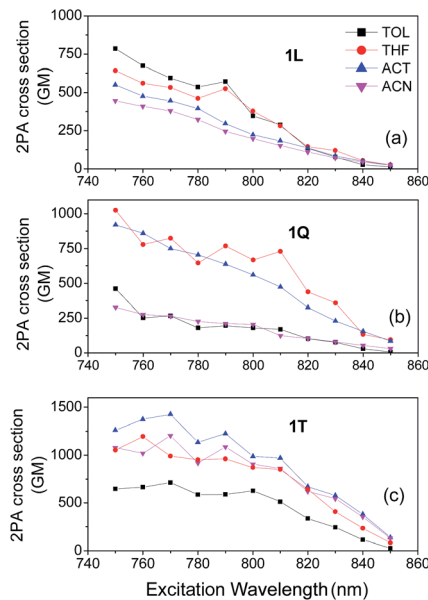 1000
750
500
250
0
2PA cross section
(GM)
1L
TOL
THF
ACT
ACN
(a)
740 760 780 800 820 840 860
1000
750
500
250
0
2PA cross section
(GM)
1Q
(b)
740 760 780 800 820 840 860
1500
1000
500
0
2PA cross section
(GM)
1T
(c)
740 760 780 800 820 840 860
Excitation Wavelength (nm)